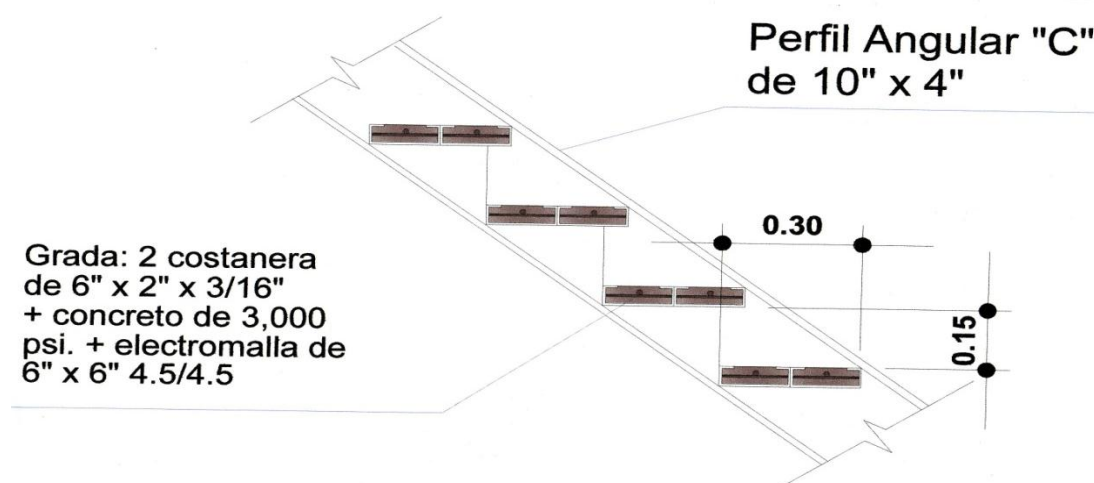 Perfil Angular "C"
de 10" x 4"
0.30
Grada: 2 costanera
de 6" x 2" x 3/16"
+ concreto de 3,000
psi. + electromalla de
6" x 6" 4.5/4.5
0.15